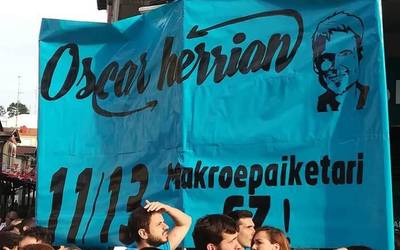 Oscar herrian
11/13
Makroepaiketari
EZ!